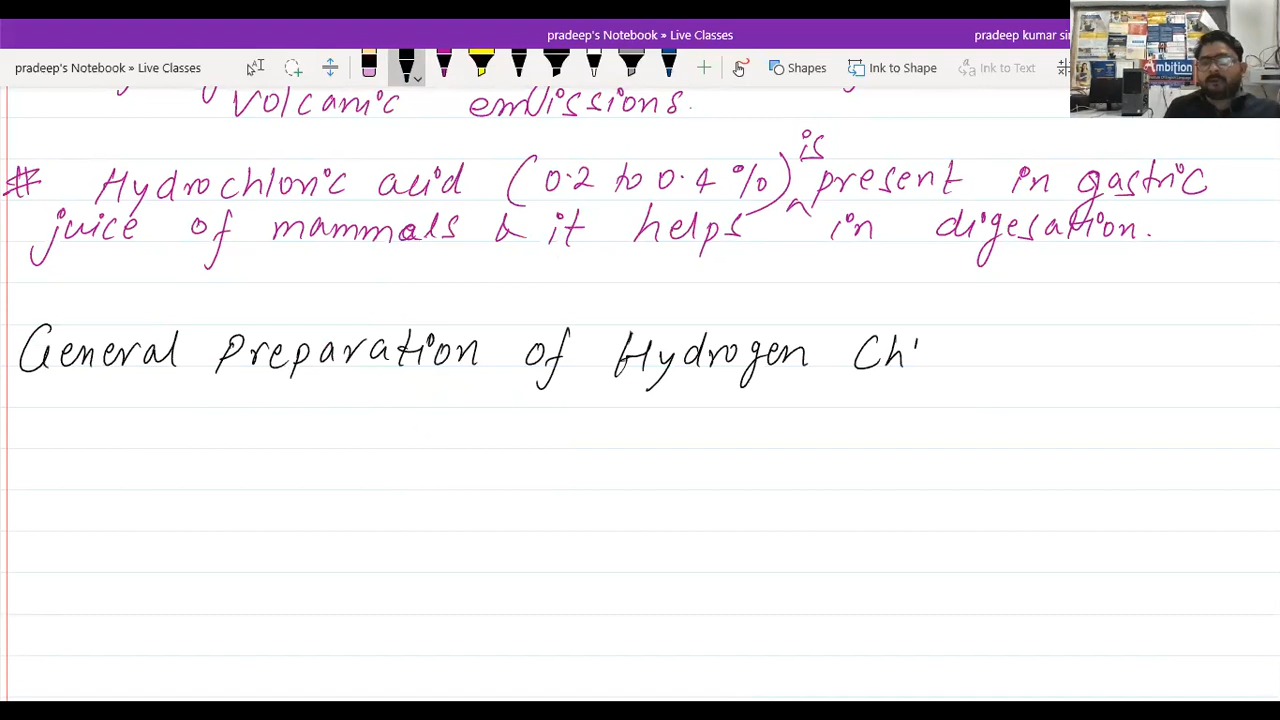 pradeep's Notebook » Live Classes
pradeep kumar sin
pradeep's Notebook » Live Classes
Shapes
Ink to Shape
Ink to Text
Ambition
volcanic emissions.
# Hydrochloric acid (0.2 to 0.4 %) is present in gastric
juice of mammals & it helps in digesation.
General Preparation of Hydrogen Ch